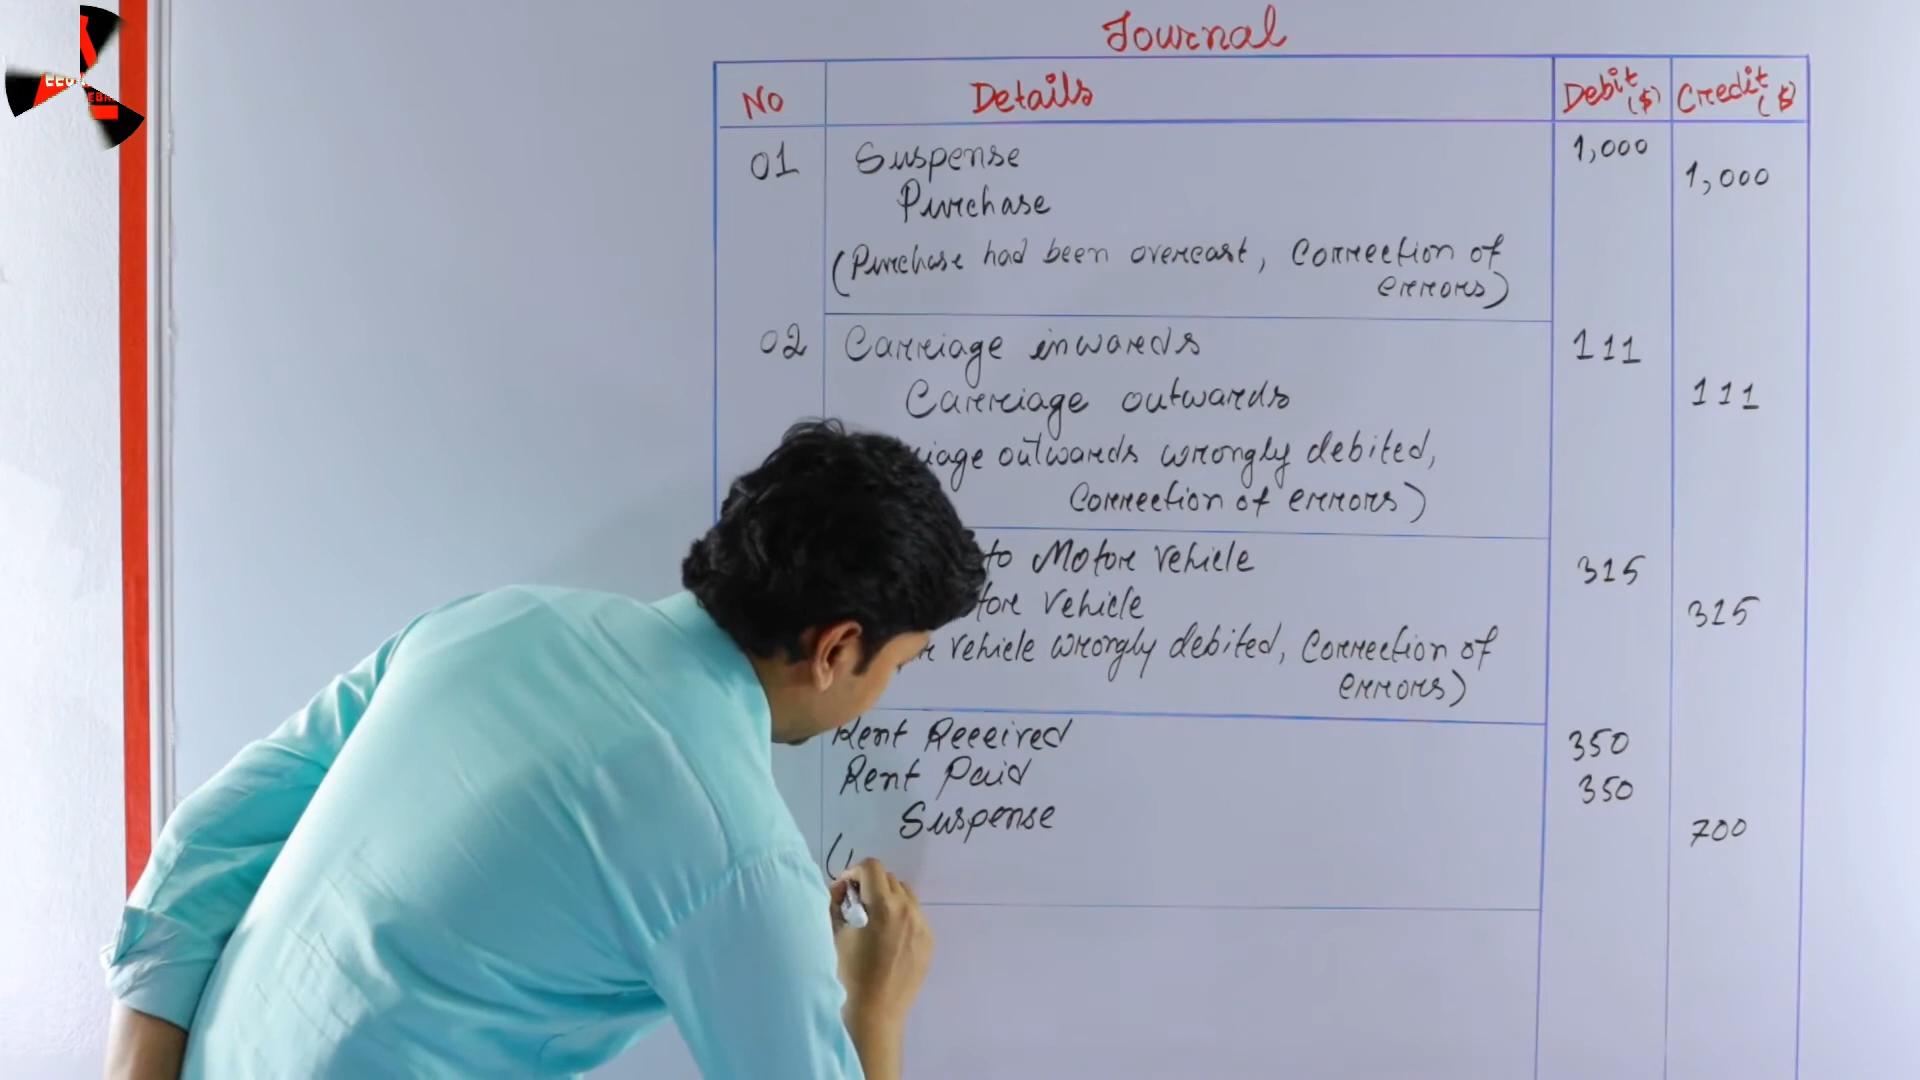 Journal
No Details Debit ($) Credit ($)
01 Suspense 1,000
Purchase 1,000
(Purchase had been overcast, Correction of
errors)
02 Carriage inwards 111
Carriage outwards 111
outwards wrongly debited,
Correction of errors)
to Motor Vehicle 315
Vehicle 315
Vehicle wrongly debited, Correction of
errors)
Rent Received 350
Rent Paid 350
Suspense 700
(